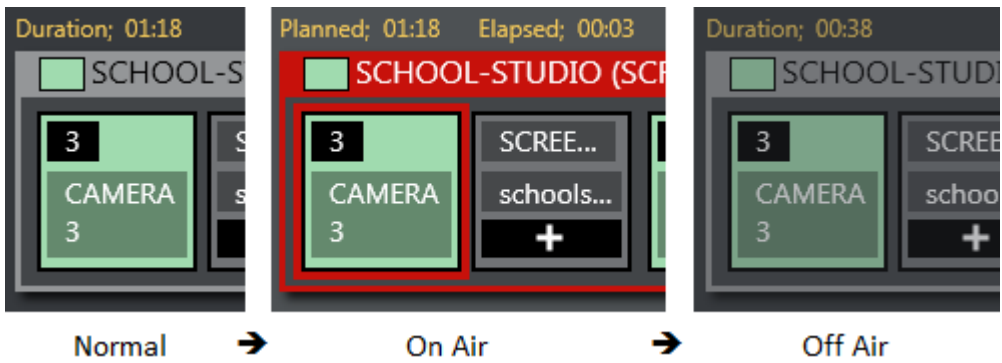 Duration; 01:18
SCHOOL-S
3
S
CAMERA
3
s
Planned; 01:18 Elapsed; 00:03
SCHOOL-STUDIO (SCR
3
SCREE...
CAMERA
3
schools...
+
Duration; 00:38
SCHOOL-STUDI
3
SCREE
CAMERA
3
schoo
+
Normal ➔ On Air ➔ Off Air